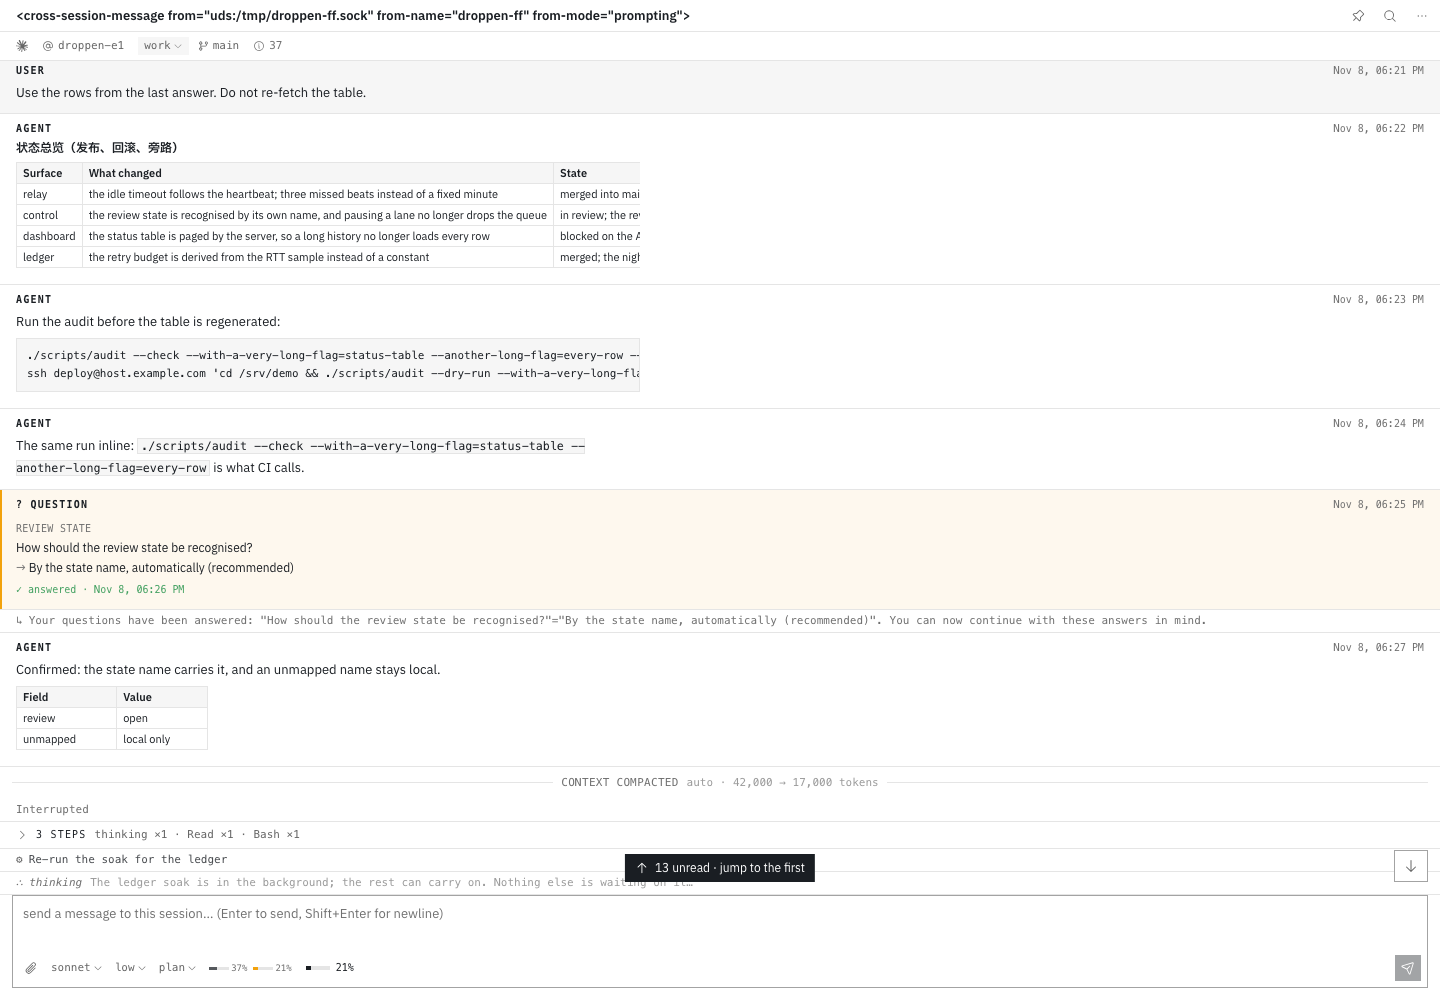 <cross-session-message from="uds:/tmp/droppen-ff.sock" from-name="droppen-ff" from-mode="prompting">
@ droppen-e1 work main 37
USER Nov 8, 06:21 PM
Use the rows from the last answer. Do not re-fetch the table.
AGENT Nov 8, 06:22 PM
状态总览（发布、回滚、旁路）
Surface What changed State
relay the idle timeout follows the heartbeat; three missed beats instead of a fixed minute merged into mai
control the review state is recognised by its own name, and pausing a lane no longer drops the queue in review; the rev
dashboard the status table is paged by the server, so a long history no longer loads every row blocked on the A
ledger the retry budget is derived from the RTT sample instead of a constant merged; the nigh
AGENT Nov 8, 06:23 PM
Run the audit before the table is regenerated:
./scripts/audit --check --with-a-very-long-flag=status-table --another-long-flag=every-row --
ssh deploy@host.example.com 'cd /srv/demo && ./scripts/audit --dry-run --with-a-very-long-fla
AGENT Nov 8, 06:24 PM
The same run inline: ./scripts/audit --check --with-a-very-long-flag=status-table --
another-long-flag=every-row is what CI calls.
? QUESTION Nov 8, 06:25 PM
REVIEW STATE
How should the review state be recognised?
→ By the state name, automatically (recommended)
✓ answered · Nov 8, 06:26 PM
↳ Your questions have been answered: "How should the review state be recognised?"="By the state name, automatically (recommended)". You can now continue with these answers in mind.
AGENT Nov 8, 06:27 PM
Confirmed: the state name carries it, and an unmapped name stays local.
Field Value
review open
unmapped local only
CONTEXT COMPACTED auto · 42,000 → 17,000 tokens
Interrupted
3 STEPS thinking ×1 · Read ×1 · Bash ×1
⚙ Re-run the soak for the ledger
↑ 13 unread · jump to the first
∴ thinking The ledger soak is in the background; the rest can carry on. Nothing else is waiting on it…
send a message to this session... (Enter to send, Shift+Enter for newline)
sonnet low plan 37% 21% 21%